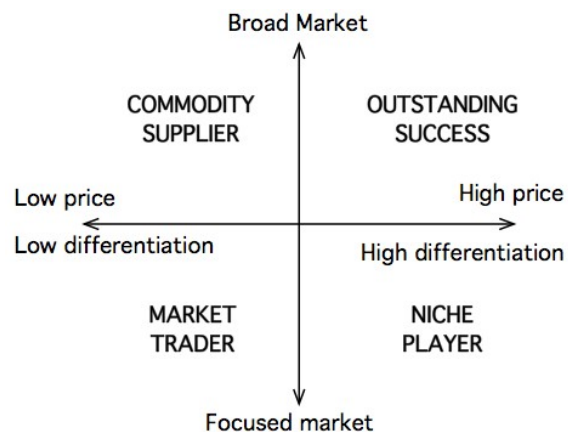 Broad Market
COMMODITY
SUPPLIER
OUTSTANDING
SUCCESS
Low price
High price
Low differentiation
High differentiation
MARKET
TRADER
NICHE
PLAYER
Focused market